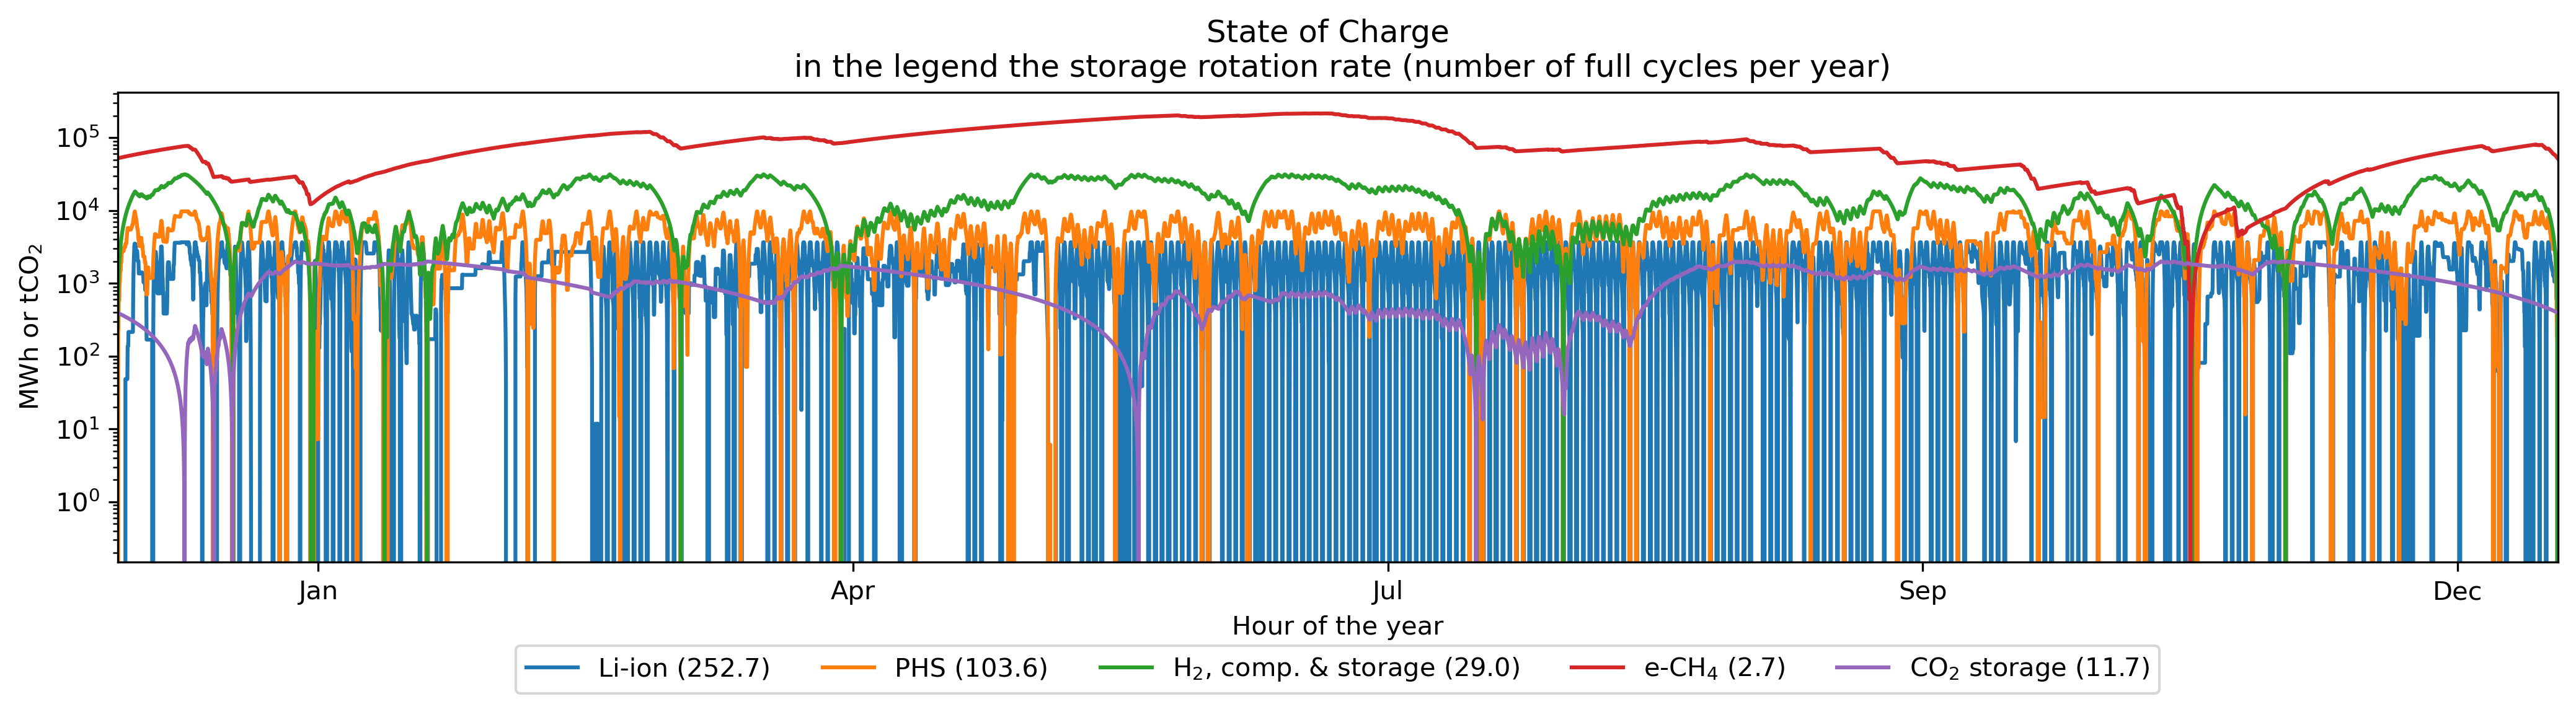 State of Charge
in the legend the storage rotation rate (number of full cycles per year)
MWh or tCO₂
10⁵
10⁴
10³
10²
10¹
10⁰
Jan Apr Jul Sep Dec
Hour of the year
Li-ion (252.7) PHS (103.6) H₂, comp. & storage (29.0) e-CH₄ (2.7) CO₂ storage (11.7)